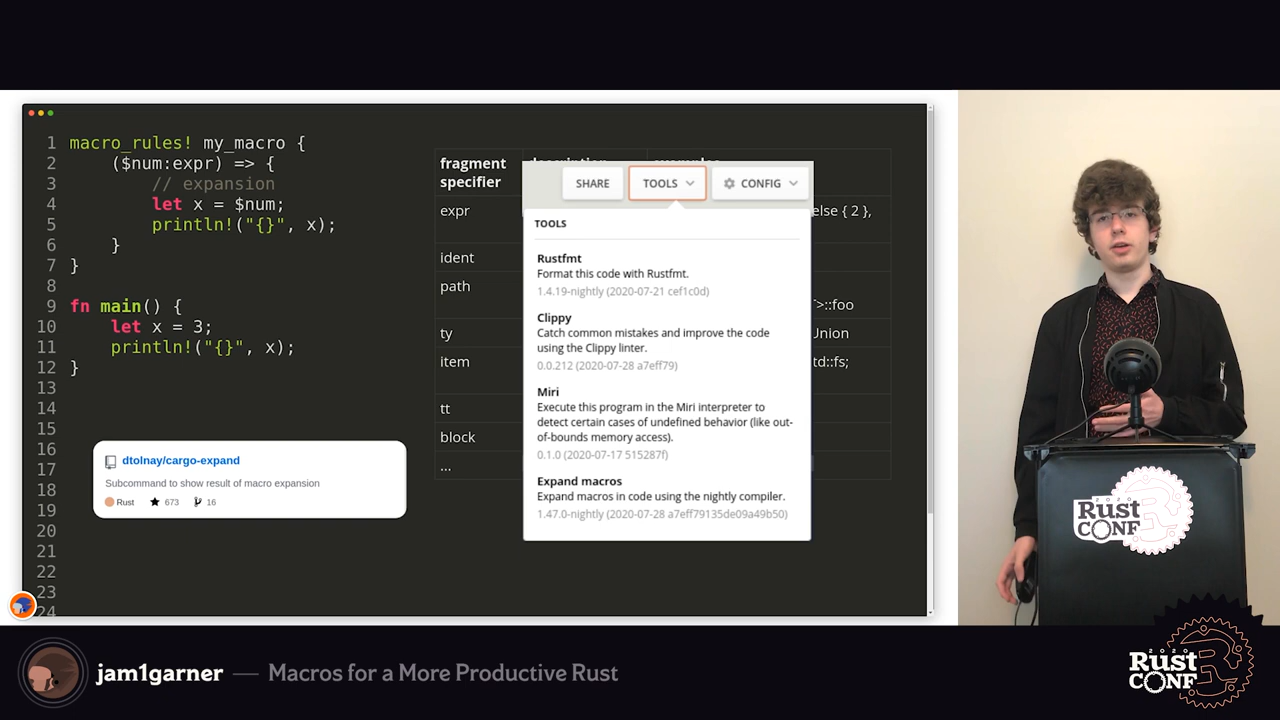 1 macro_rules! my_macro {
2 ($num:expr) => {
3 // expansion
4 let x = $num;
5 println!("{}", x);
6 }
7 }
8
9 fn main() {
10 let x = 3;
11 println!("{}", x);
12 }
13
14
15
16
17
18
19
20
21
22
23
24
dtolnay/cargo-expand
Subcommand to show result of macro expansion
Rust 673 16
fragment
specifier
expr
else { 2 },
ident
path
>::foo
ty
Union
item
td::fs;
tt
block
...
SHARE TOOLS CONFIG
TOOLS
Rustfmt
Format this code with Rustfmt.
1.4.19-nightly (2020-07-21 cef1c0d)
Clippy
Catch common mistakes and improve the code
using the Clippy linter.
0.0.212 (2020-07-28 a7eff79)
Miri
Execute this program in the Miri interpreter to
detect certain cases of undefined behavior (like out-
of-bounds memory access).
0.1.0 (2020-07-17 515287f)
Expand macros
Expand macros in code using the nightly compiler.
1.47.0-nightly (2020-07-28 a7eff79135de09a49b50)
2020
Rust
CONF
jam1garner — Macros for a More Productive Rust
2020
Rust
CONF